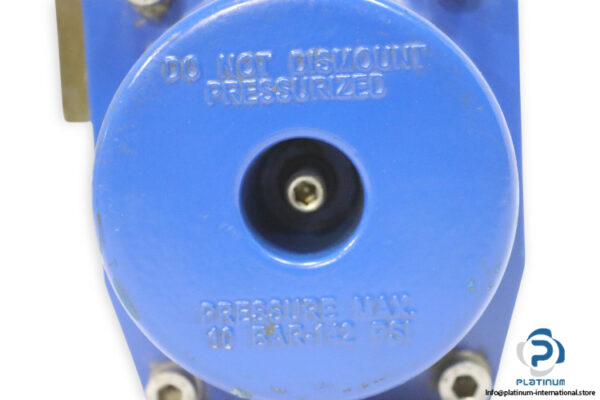 DO NOT DISMOUNT
PRESSURIZED
PRESSURE MAX.
10 BAR-142 PSI
PLATINUM
Info@platinum-international.store